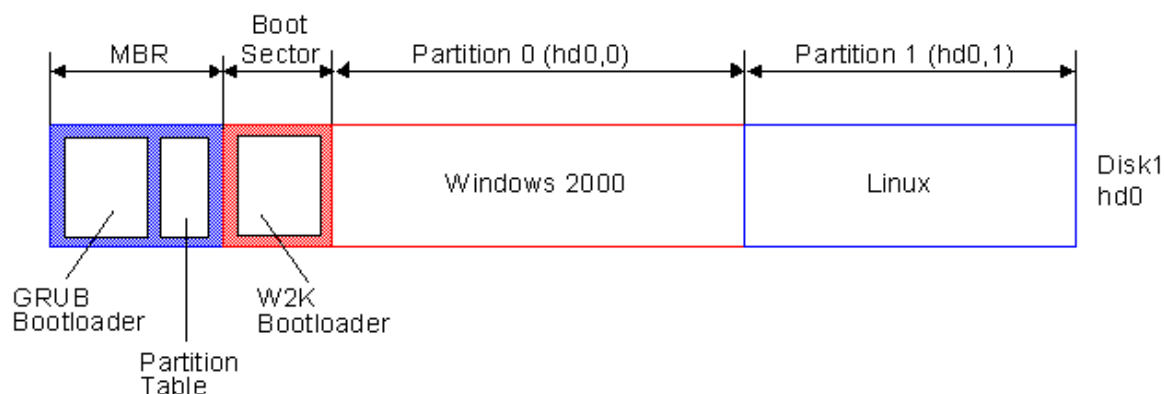 Boot
Sector
MBR
Partition 0 (hd0,0)
Partition 1 (hd0,1)
Windows 2000
Linux
Disk1
hd0
GRUB
Bootloader
W2K
Bootloader
Partition
Table